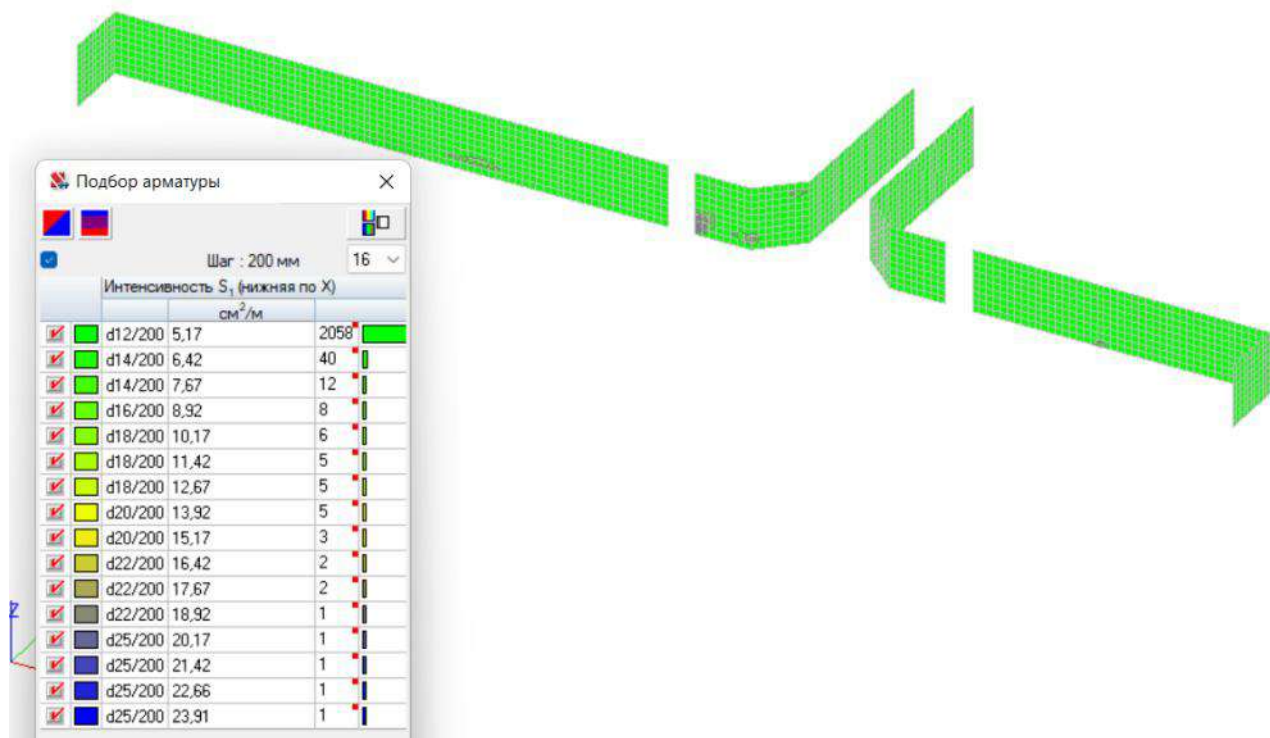 Подбор арматуры
Шаг : 200 мм 16
Интенсивность S1 (нижняя по X)
см2/м
d12/200 5,17 2058
d14/200 6,42 40
d14/200 7,67 12
d16/200 8,92 8
d18/200 10,17 6
d18/200 11,42 5
d18/200 12,67 5
d20/200 13,92 5
d20/200 15,17 3
d22/200 16,42 2
d22/200 17,67 2
d22/200 18,92 1
d25/200 20,17 1
d25/200 21,42 1
d25/200 22,66 1
d25/200 23,91 1
Z